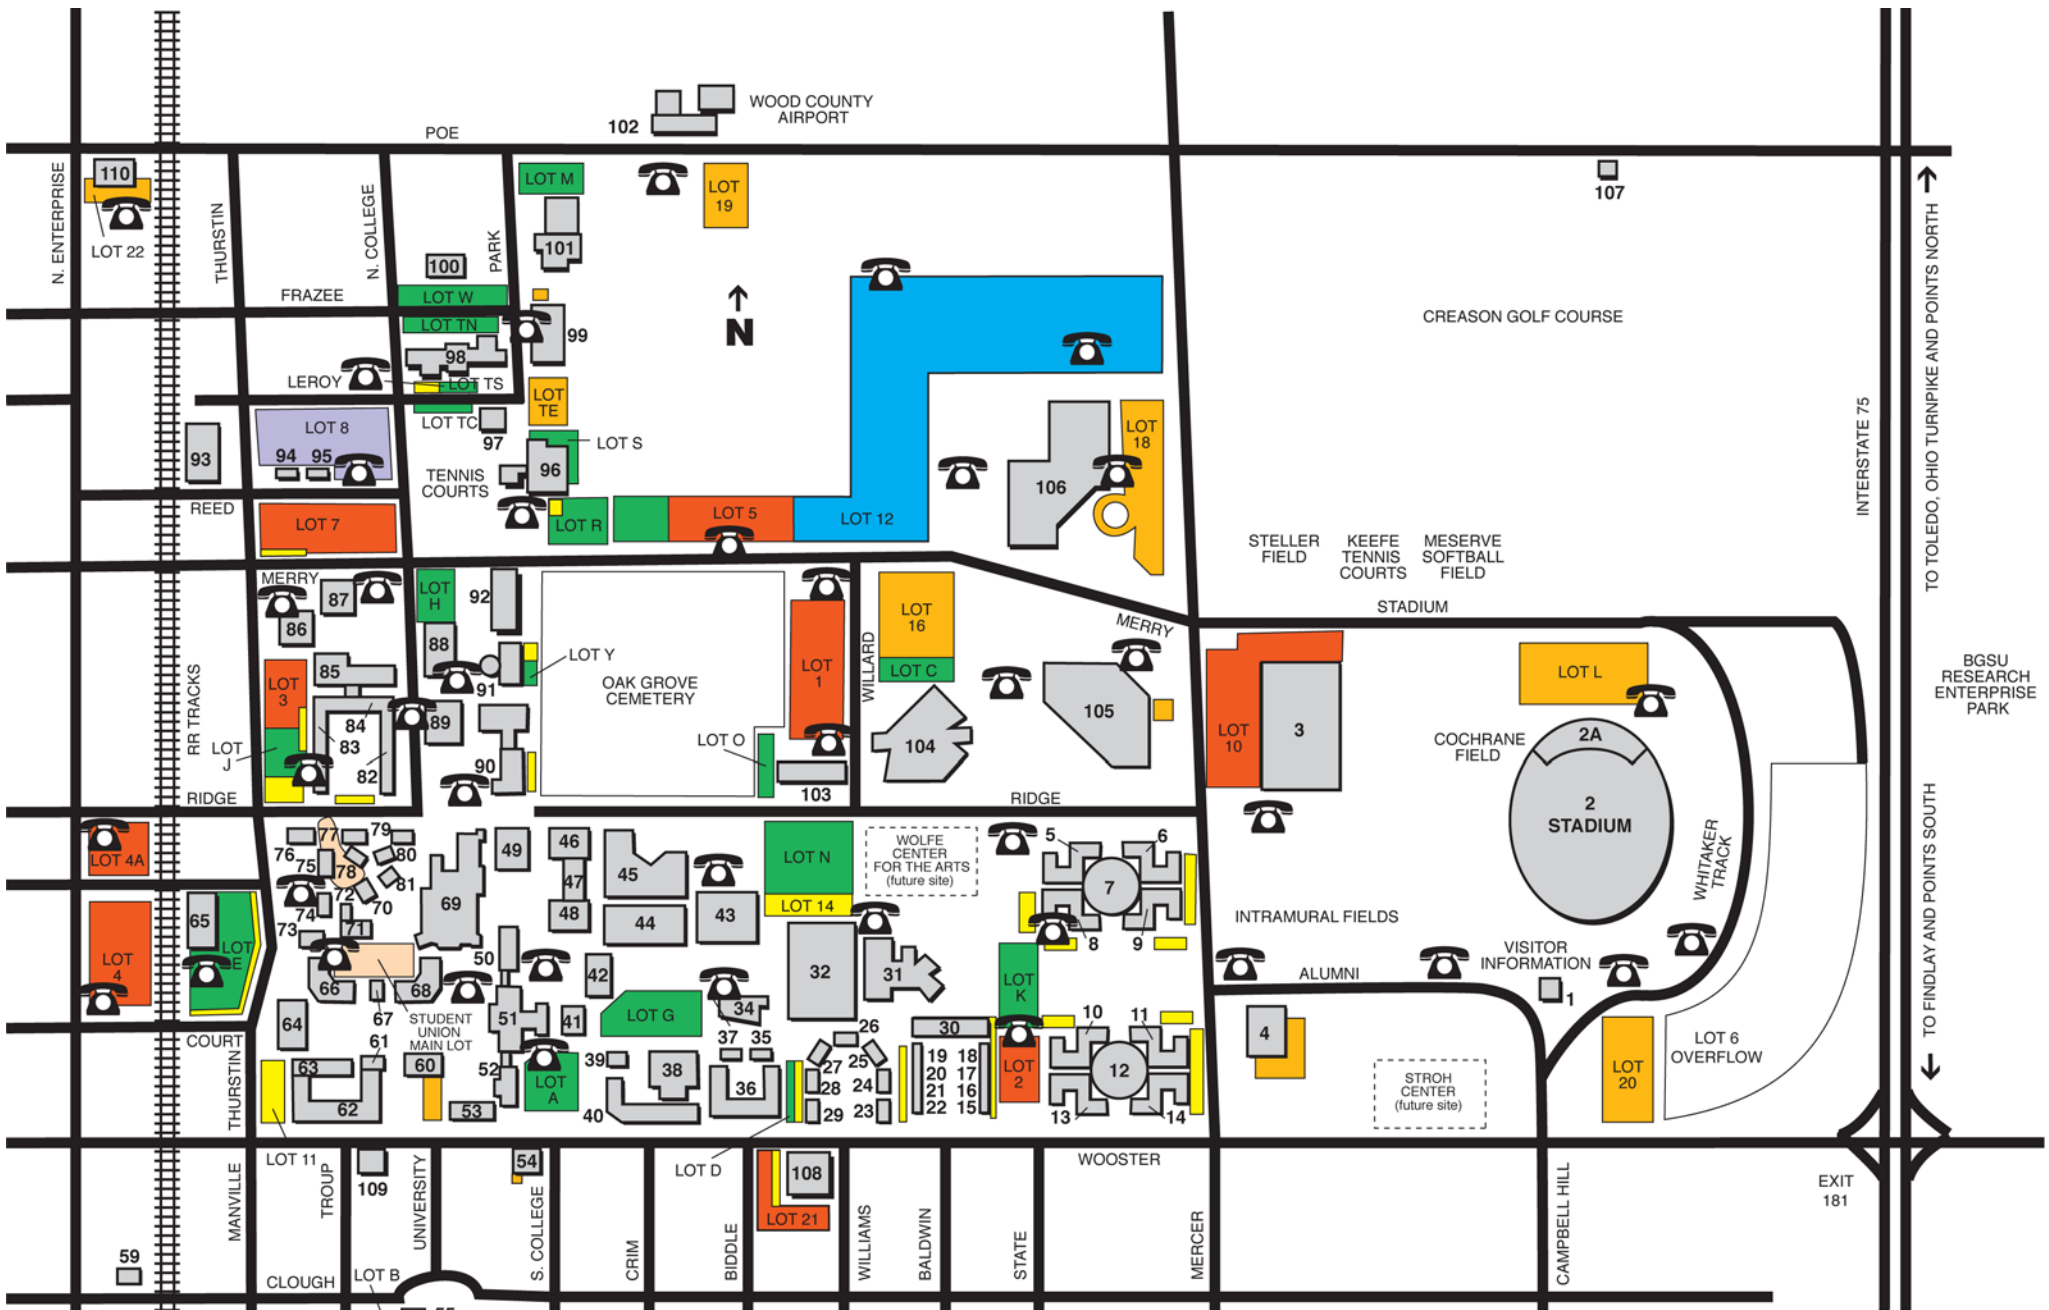 WOOD COUNTY
AIRPORT
102
POE
N. ENTERPRISE
110
LOT 22
THURSTIN
N. COLLEGE
PARK
LOT M
LOT
19
101
100
107
FRAZEE
LOT W
LOT TN
99
98
N
CREASON GOLF COURSE
LEROY
LOT TS
LOT
TE
LOT TC
97
LOT S
96
TENNIS
COURTS
LOT 8
94
95
93
REED
LOT 7
LOT R
LOT 5
LOT 12
106
LOT
18
INTERSTATE 75
TO TOLEDO, OHIO TURNPIKE AND POINTS NORTH
STELLER
FIELD
KEEFE
TENNIS
COURTS
MESERVE
SOFTBALL
FIELD
STADIUM
MERRY
87
86
LOT
H
92
88
91
LOT Y
OAK GROVE
CEMETERY
LOT
1
WILLARD
LOT
16
LOT C
MERRY
RR TRACKS
85
LOT
3
84
83
82
LOT
J
89
90
LOT O
103
104
105
LOT
10
3
LOT L
COCHRANE
FIELD
2A
2
STADIUM
BGSU
RESEARCH
ENTERPRISE
PARK
RIDGE
RIDGE
LOT 4A
76
77
79
80
75
78
81
72
70
74
71
73
69
49
46
47
48
45
44
43
LOT N
LOT 14
WOLFE
CENTER
FOR THE ARTS
(future site)
5
6
7
8
9
WHITAKER
TRACK
INTRAMURAL FIELDS
VISITOR
INFORMATION
1
ALUMNI
65
LOT
E
LOT
4
66
67
68
STUDENT
UNION
MAIN LOT
50
51
42
41
LOT G
34
32
31
LOT
K
TO FINDLAY AND POINTS SOUTH
COURT
THURSTIN
64
63
61
62
60
52
53
LOT
A
39
38
40
37
35
36
26
27
25
28
24
29
23
30
19
18
20
17
21
16
22
15
LOT
2
10
11
12
13
14
4
STROH
CENTER
(future site)
LOT
20
LOT 6
OVERFLOW
LOT 11
109
54
LOT D
108
LOT 21
WOOSTER
EXIT
181
MANVILLE
TROUP
UNIVERSITY
S. COLLEGE
CRIM
BIDDLE
WILLIAMS
BALDWIN
STATE
MERCER
CAMPBELL HILL
59
CLOUGH
LOT B